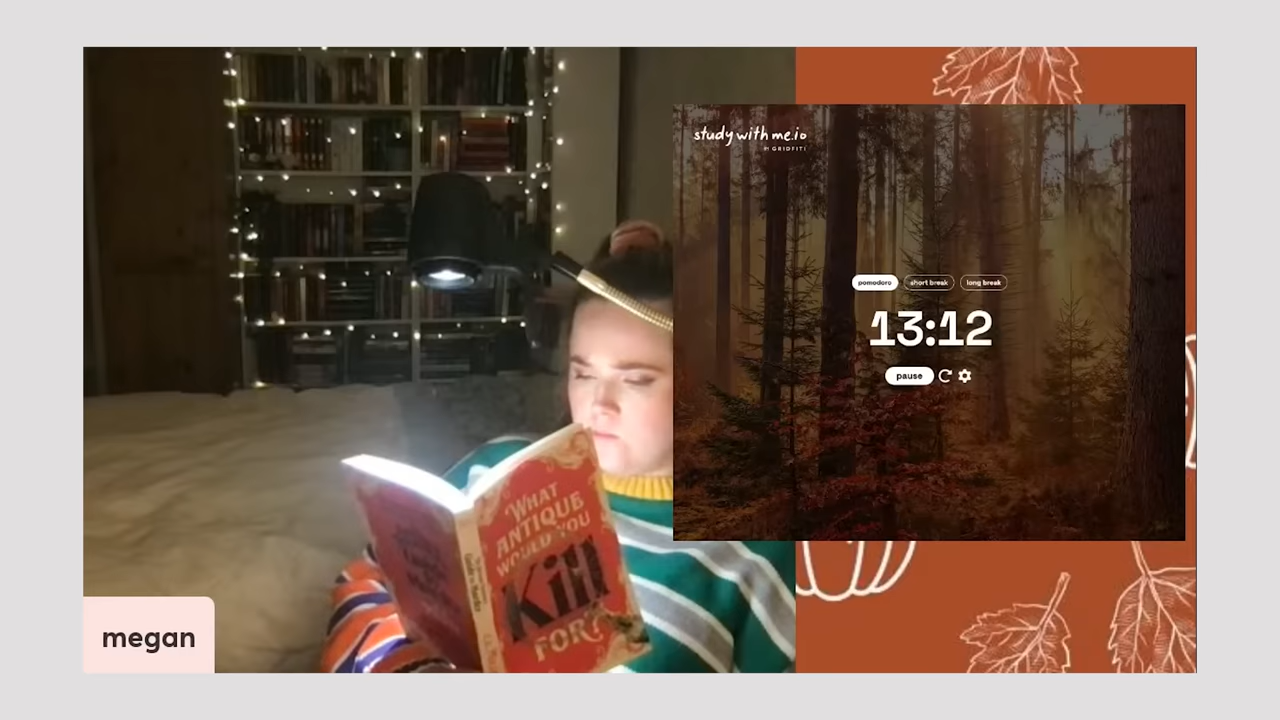 study with me.io
BY GRIDFITI
pomodoro
short break
long break
13:12
pause
WHAT
ANTIQUE
WOULD YOU
Kill
FOR?
megan